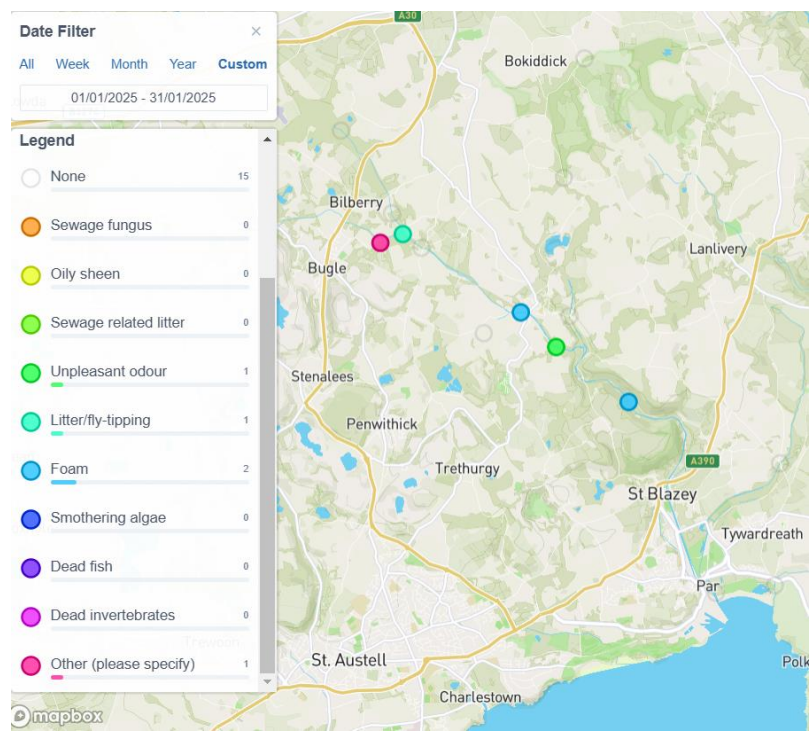 Date Filter ×
All Week Month Year Custom
01/01/2025 - 31/01/2025
Legend
None 15
Sewage fungus 0
Oily sheen 0
Sewage related litter 0
Unpleasant odour 1
Litter/fly-tipping 1
Foam 2
Smothering algae 0
Dead fish 0
Dead invertebrates 0
Other (please specify) 1
mapbox
A30
Bokiddick
Bilberry
Lanlivery
Bugle
Stenalees
Penwithick
Trethurgy
A390
St Blazey
Tywardreath
Par
Trewoon
St. Austell
Polk
Charlestown